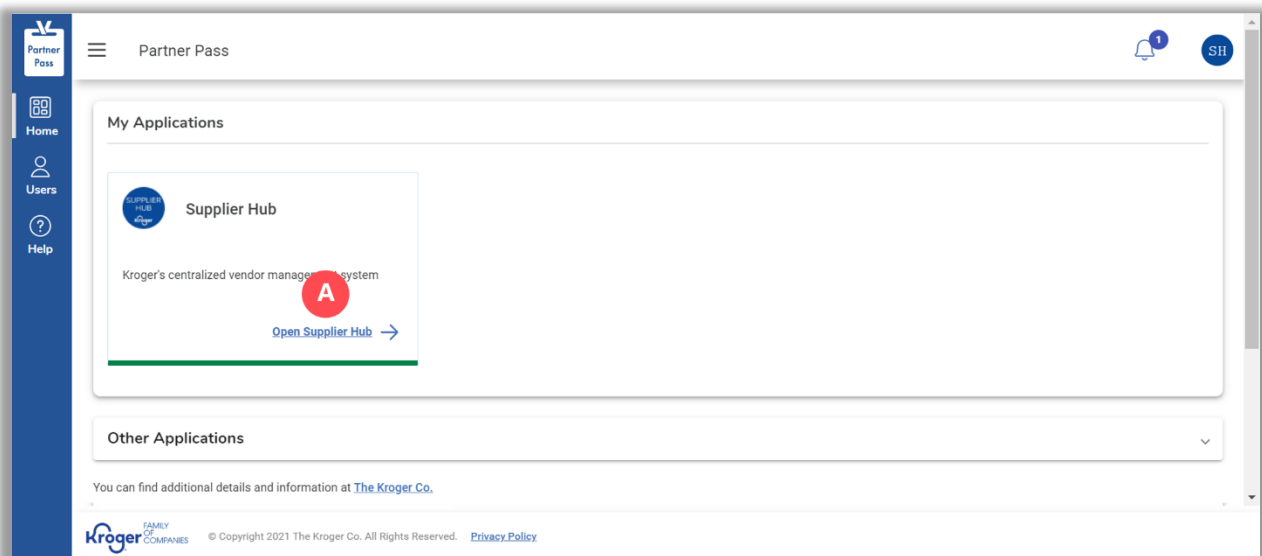 Partner
Pass
Partner Pass
1
SH
Home
Users
Help
My Applications
SUPPLIER
HUB
Kroger
Supplier Hub
Kroger's centralized vendor management system
A
Open Supplier Hub
Other Applications
You can find additional details and information at The Kroger Co.
Kroger FAMILY
OF
COMPANIES
© Copyright 2021 The Kroger Co. All Rights Reserved. Privacy Policy